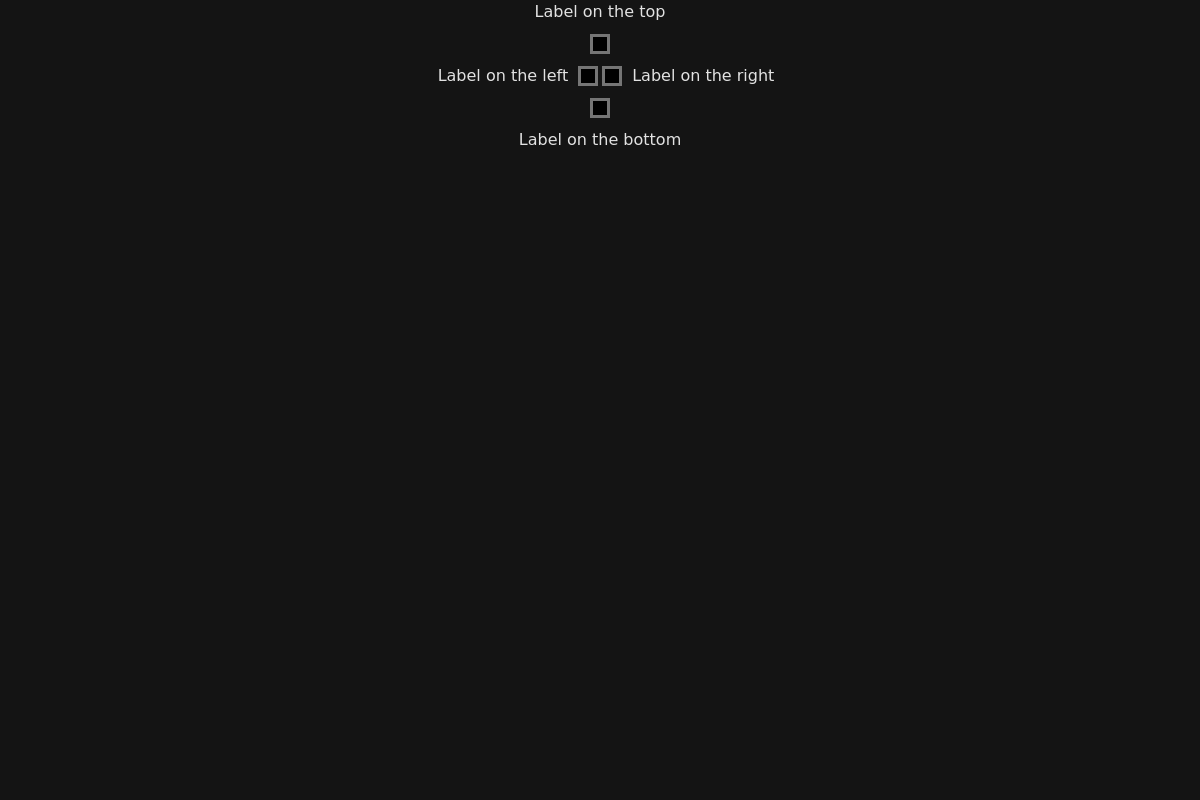 Label on the top
Label on the left
Label on the right
Label on the bottom